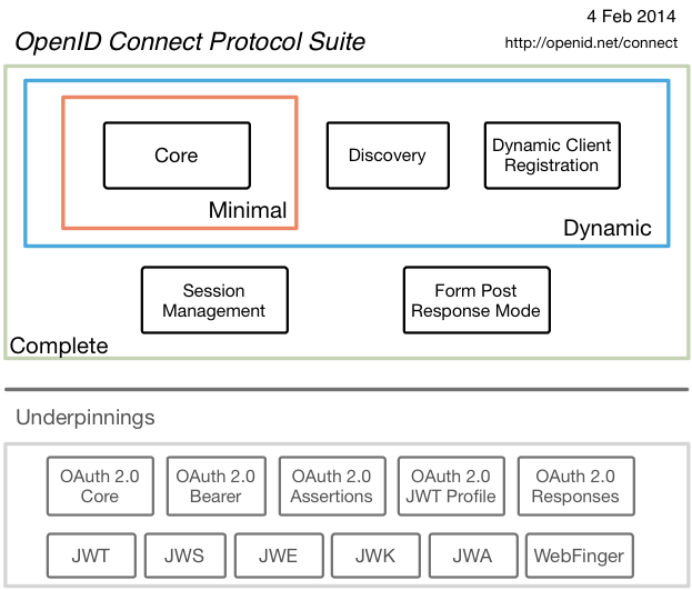 4 Feb 2014
OpenID Connect Protocol Suite
http://openid.net/connect
Core
Discovery
Dynamic Client
Registration
Minimal
Dynamic
Session
Management
Form Post
Response Mode
Complete
Underpinnings
OAuth 2.0
Core
OAuth 2.0
Bearer
OAuth 2.0
Assertions
OAuth 2.0
JWT Profile
OAuth 2.0
Responses
JWT
JWS
JWE
JWK
JWA
WebFinger